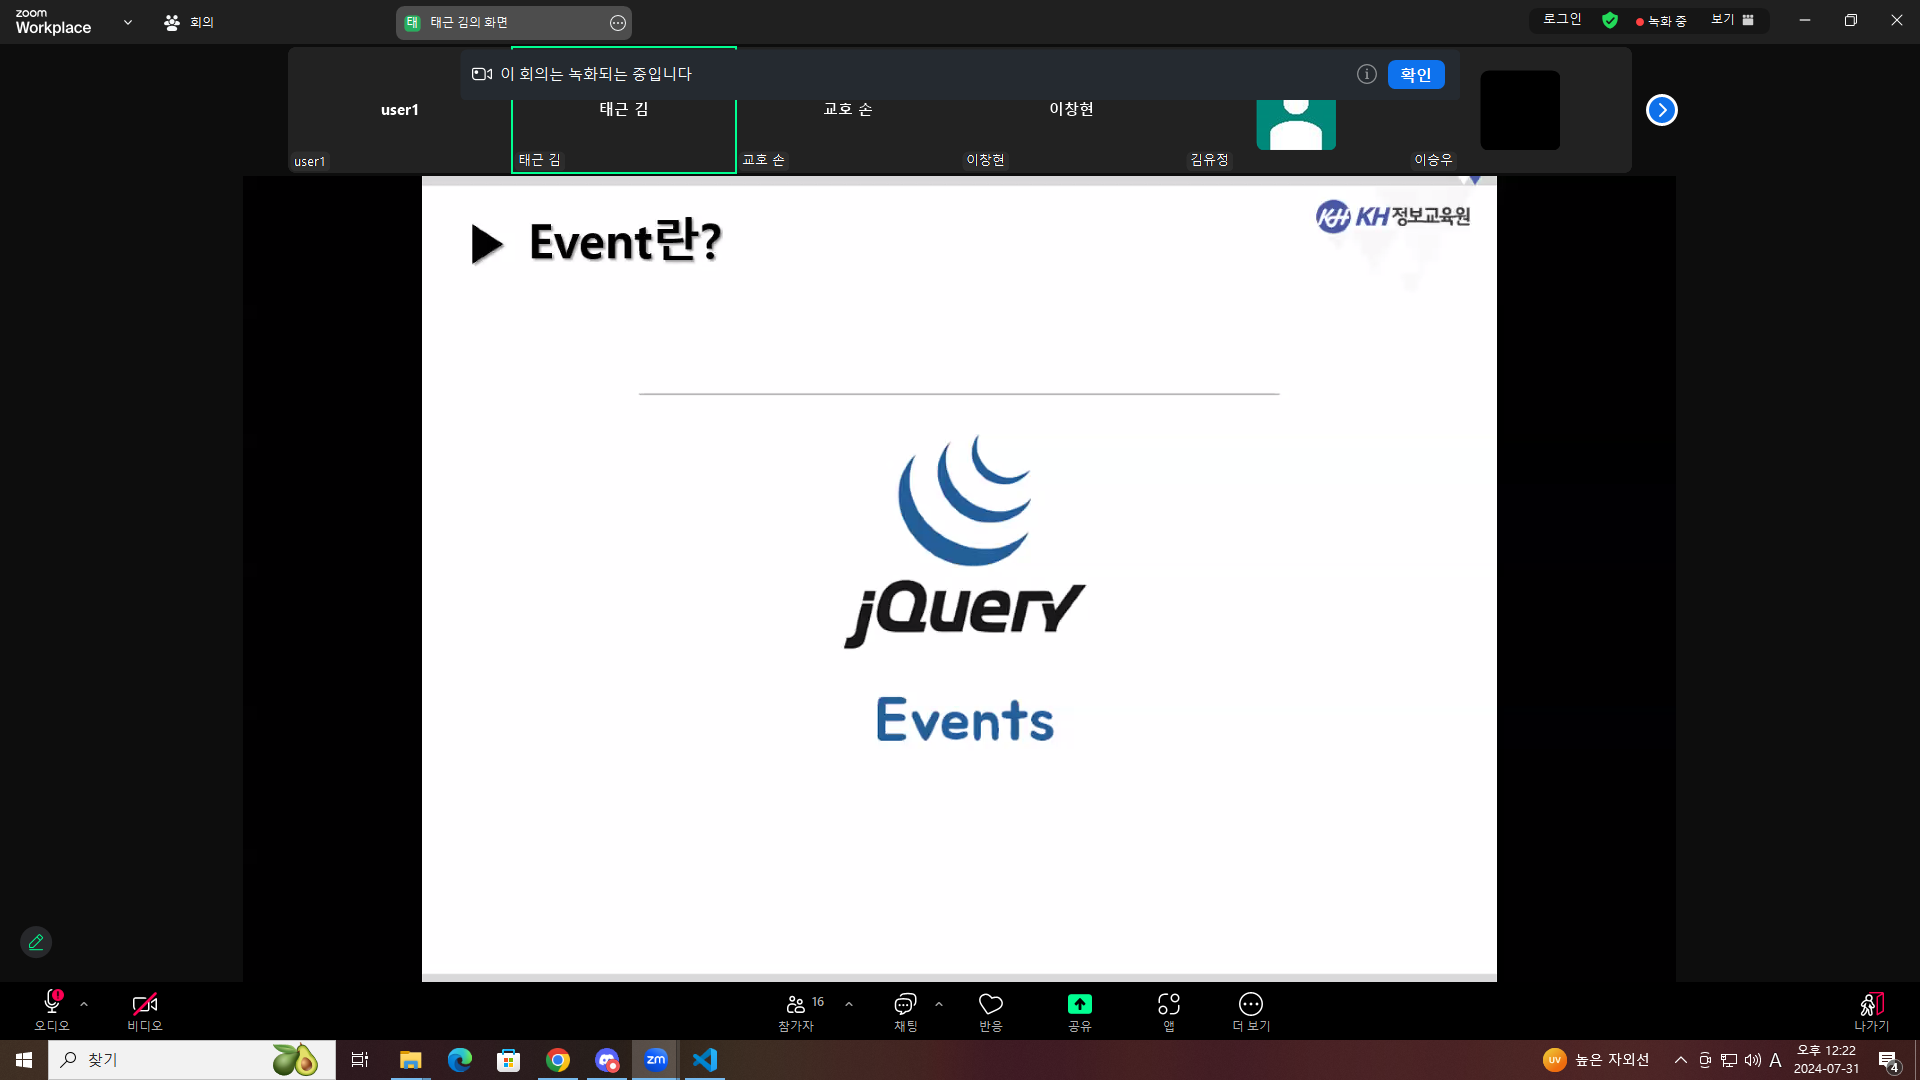 zoom
Workplace
회의
태 태근 김의 화면
로그인
녹화 중
보기
이 회의는 녹화되는 중입니다
확인
user1
태근 김
교호 손
이창현
user1
태근 김
교호 손
이창현
김유정
이승우
▶ Event란?
KH KH 정보교육원
jQuery
Events
오디오
비디오
16
참가자
채팅
반응
공유
앱
더 보기
나가기
찾기
zm
UV
높은 자외선
A
오후 12:22
2024-07-31
4